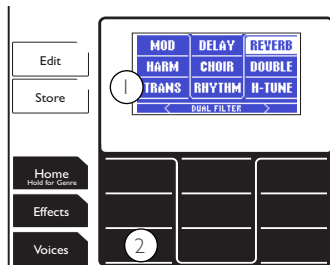 MOD DELAY REVERB
Edit
HARM CHOIR DOUBLE
1
TRANS RHYTHM H-TUNE
Store
< DUAL FILTER >
Home
Hold for Genre
Effects
Voices
2